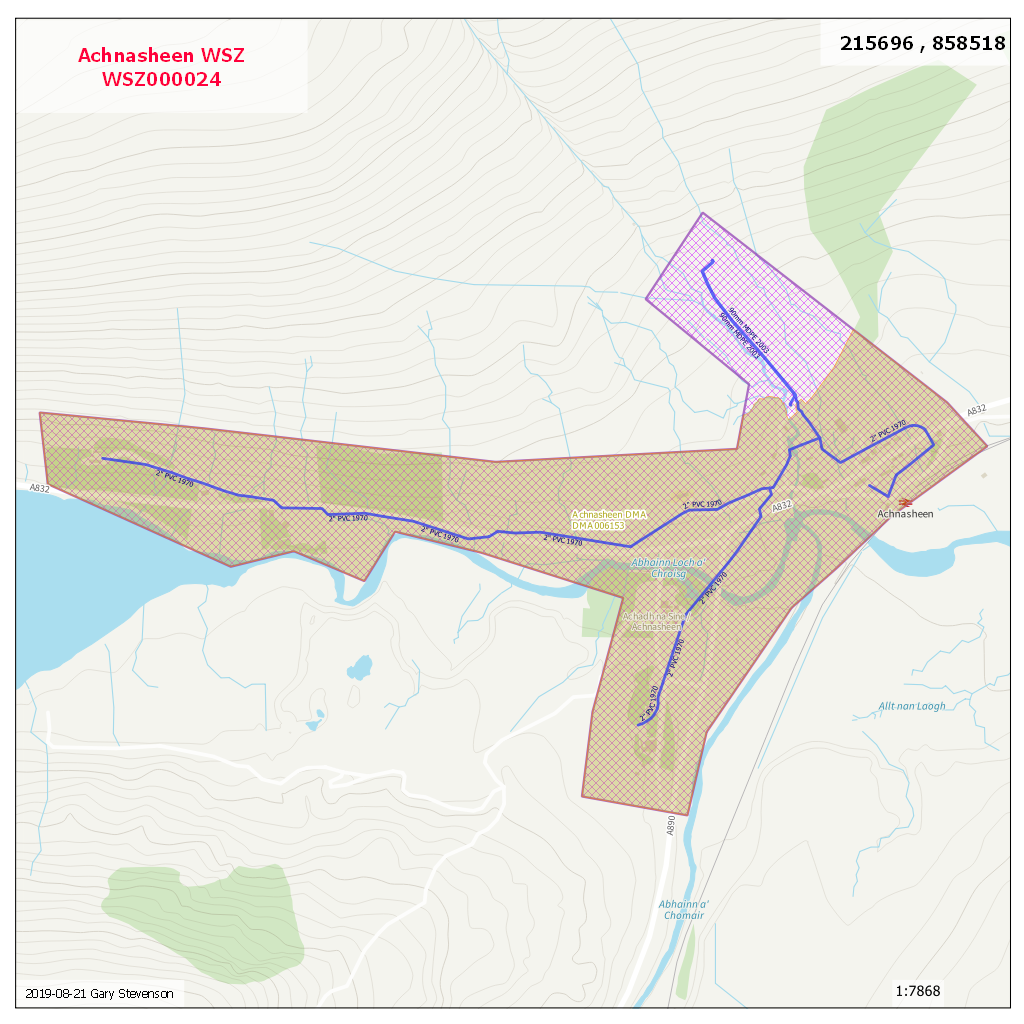 Achnasheen WSZ
WSZ000024
215696 , 858518
90mm HDPE 2003
90mm HDPE 2003
A832
2" PVC 1970
A832
2" PVC 1970
2" PVC 1970
2" PVC 1970
2" PVC 1970
2" PVC 1970
Achnasheen DMA
DMA006153
A832
Achnasheen
Abhainn Loch a'
Chroisg
2" PVC 1970
Achadh na Sine /
Achnasheen
2" PVC 1970
2" PVC 1970
Allt nan Laogh
A890
Abhainn a'
Chomair
2019-08-21 Gary Stevenson
1:7868